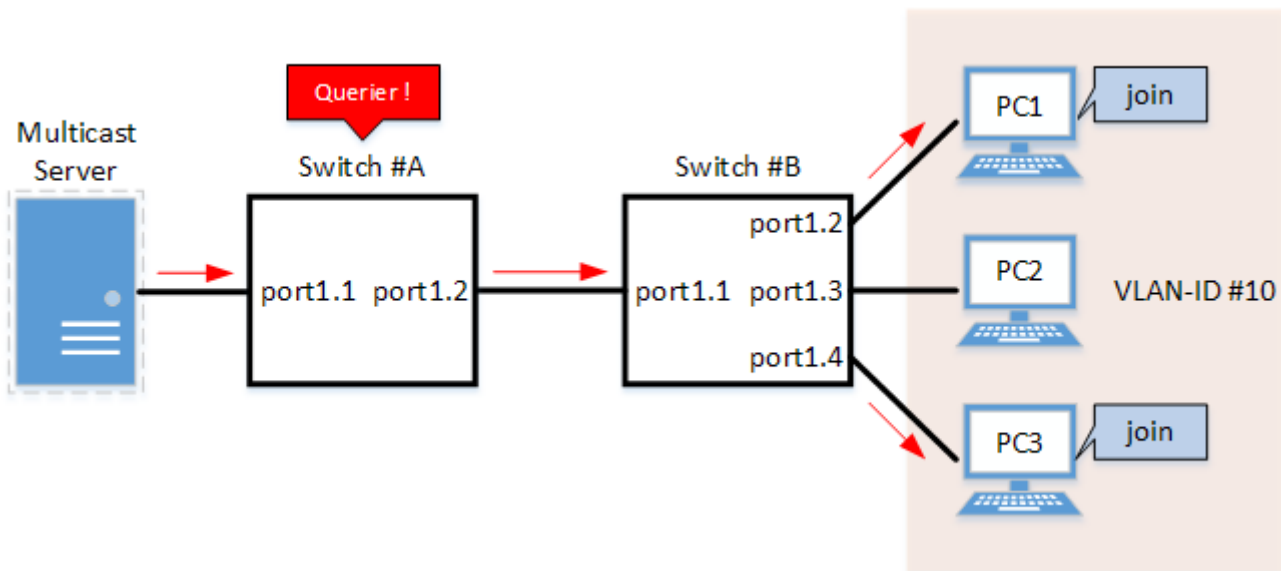 Querier !
Multicast
Server
Switch #A
Switch #B
port1.1 port1.2
port1.2
port1.1 port1.3
port1.4
PC1
join
PC2
VLAN-ID #10
PC3
join